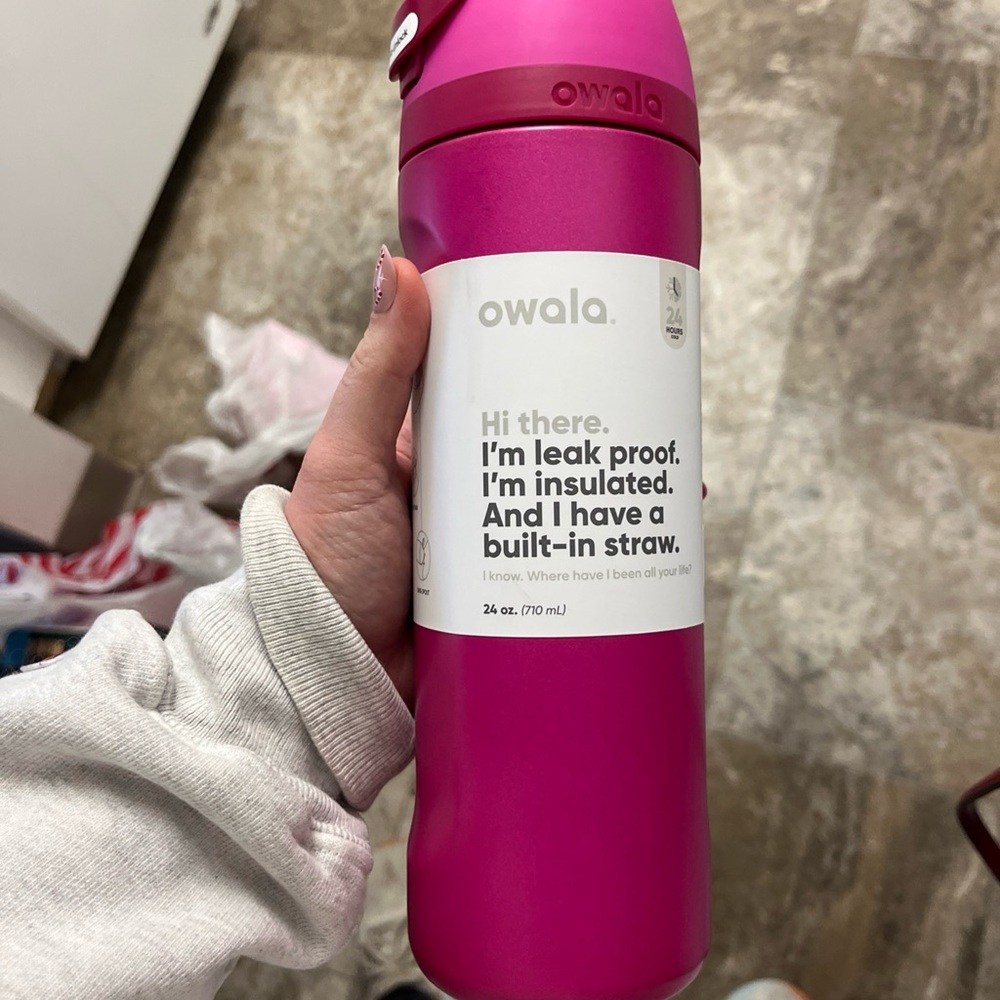 owala
owala.
24
HOURS
COLD
Hi there.
I'm leak proof.
I'm insulated.
And I have a
built-in straw.
I know. Where have I been all your life?
24 oz. (710 mL)